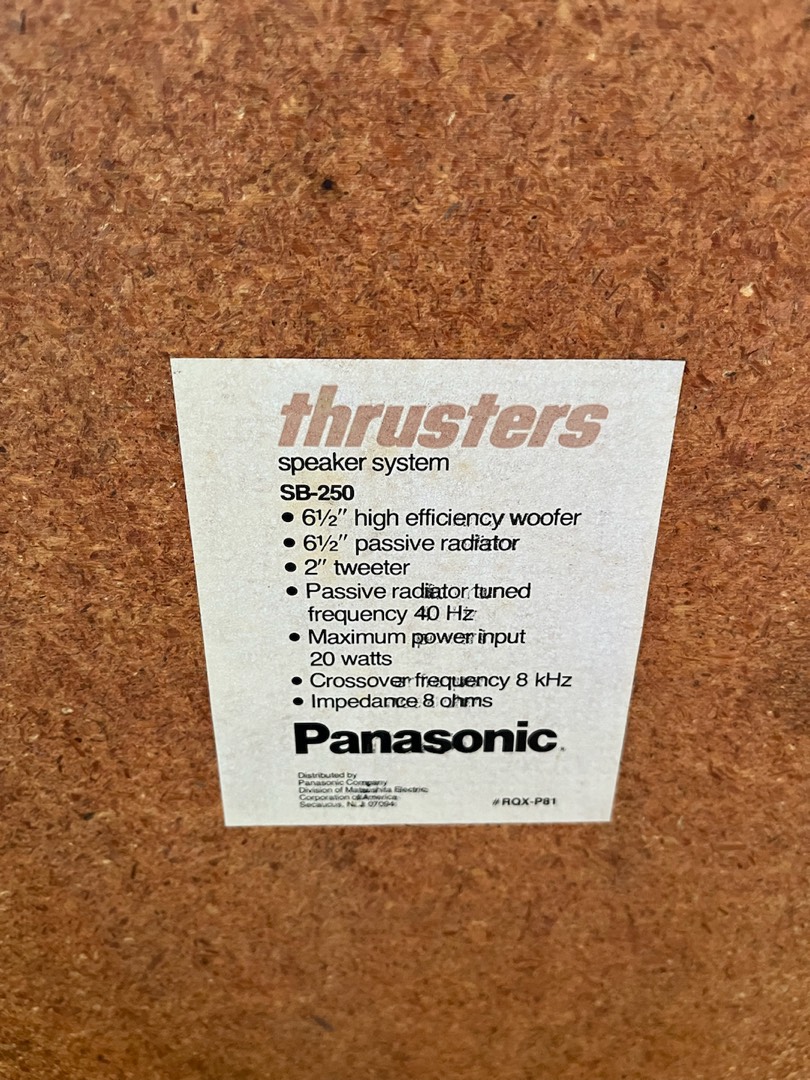 thrusters
speaker system
SB-250
• 6½″ high efficiency woofer
• 6½″ passive radiator
• 2″ tweeter
• Passive radiator tuned
frequency 40 Hz
• Maximum power input
20 watts
• Crossover frequency 8 kHz
• Impedance 8 ohms
Panasonic.
Distributed by
Panasonic Company
Division of Matsushita Electric
Corporation of America
Secaucus, N.J. 07094
#RQX-P81